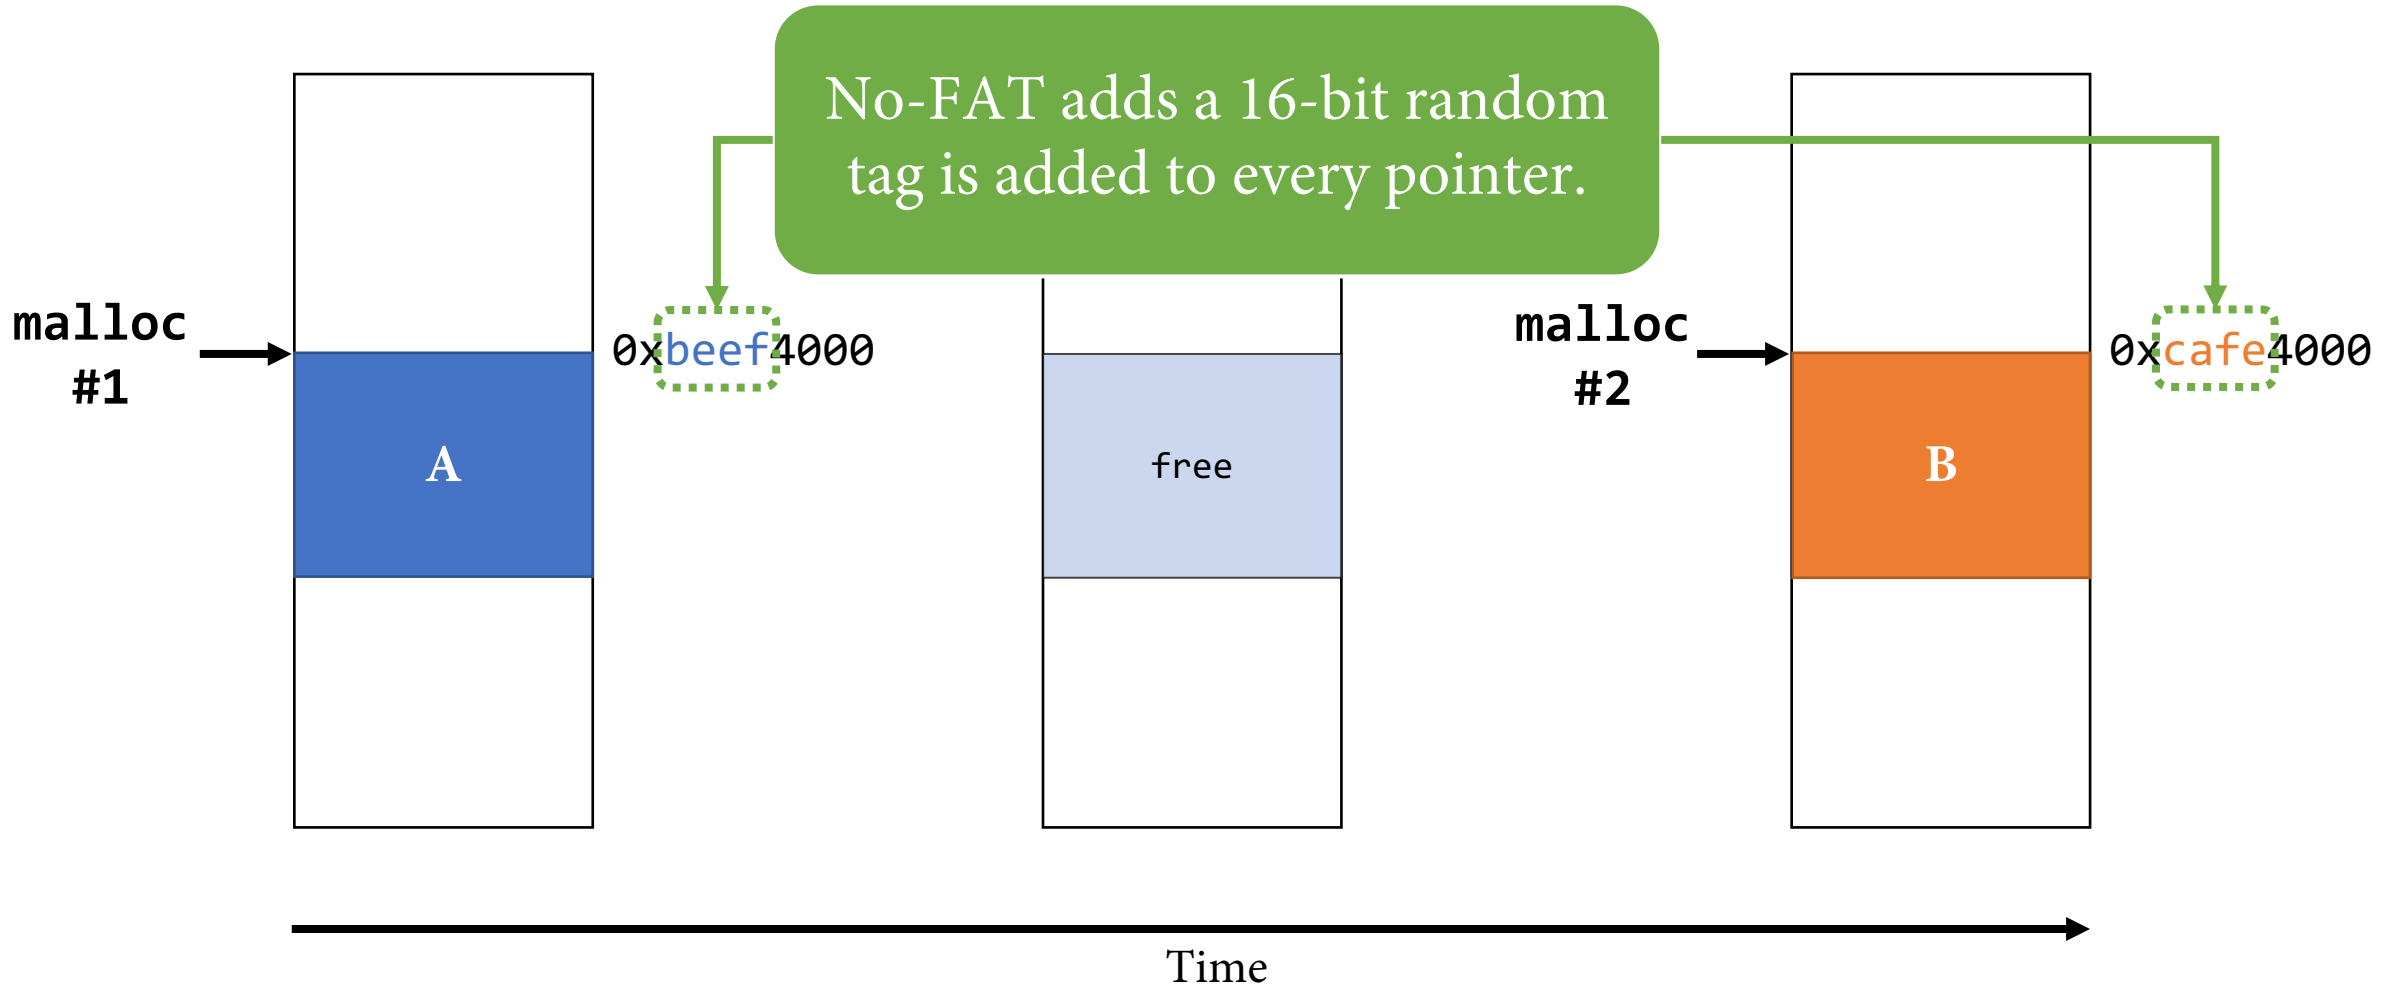 No-FAT adds a 16-bit random
tag is added to every pointer.
malloc
#1
0xbeef4000
A
free
malloc
#2
0xcafe4000
B
Time